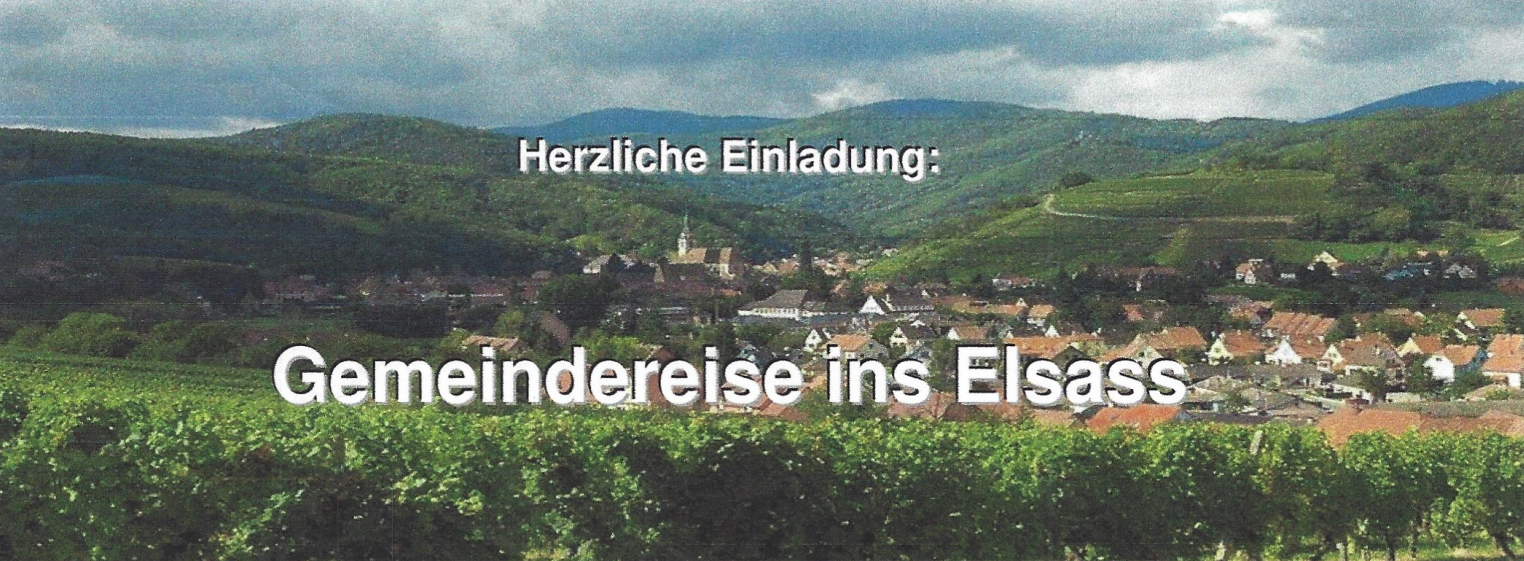 Herzliche Einladung:
Gemeindereise ins Elsass